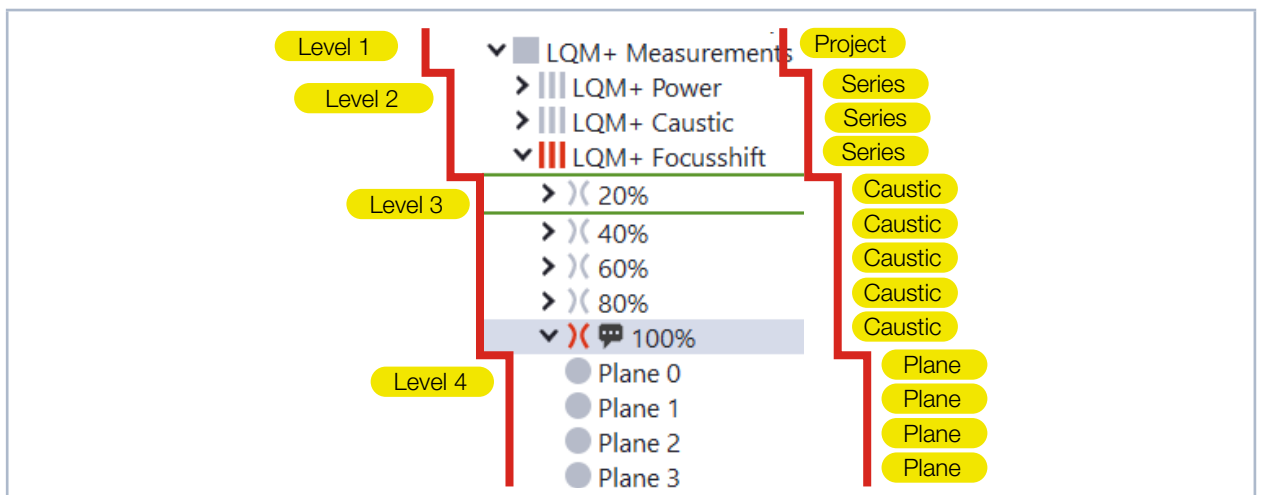 Level 1 LQM+ Measurements Project
Level 2 LQM+ Power Series
LQM+ Caustic Series
LQM+ Focusshift Series
Level 3 20% Caustic
40% Caustic
60% Caustic
80% Caustic
100% Caustic
Level 4 Plane 0 Plane
Plane 1 Plane
Plane 2 Plane
Plane 3 Plane